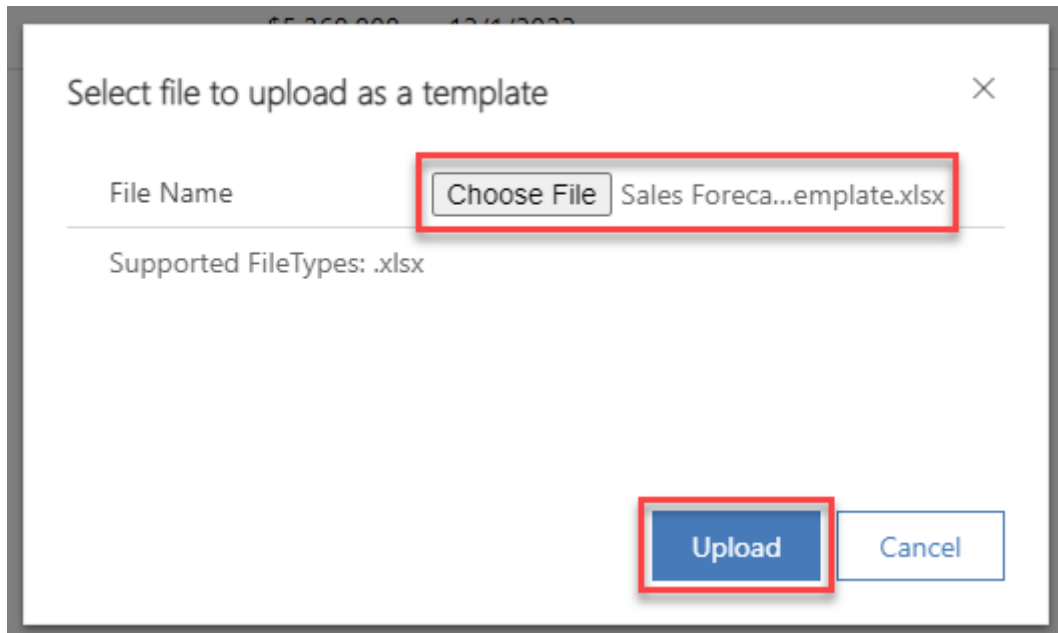 Select file to upload as a template
File Name Choose File Sales Foreca...emplate.xlsx
Supported FileTypes: .xlsx
Upload Cancel